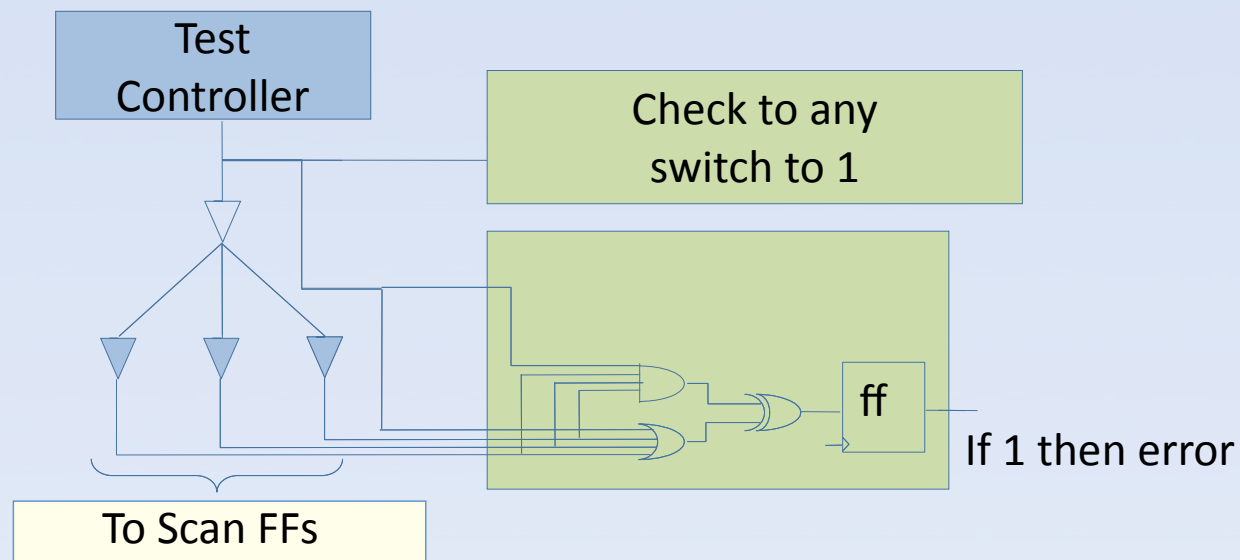 Test
Controller
Check to any
switch to 1
ff
If 1 then error
To Scan FFs